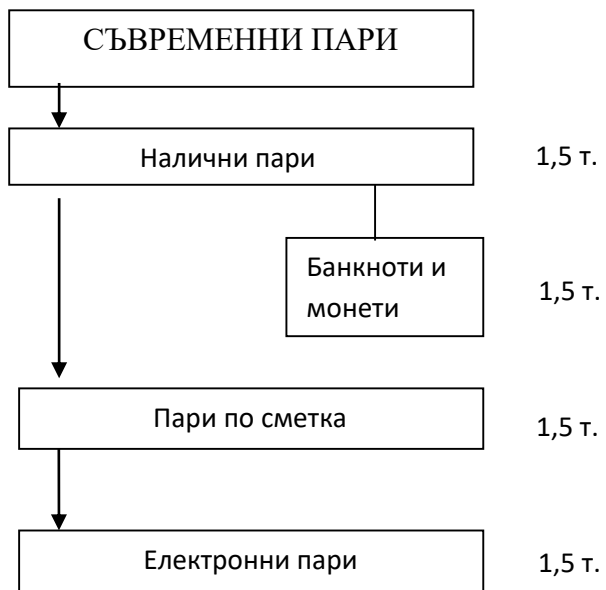 СЪВРЕМЕННИ ПАРИ
Налични пари
1,5 т.
Банкноти и
монети
1,5 т.
Пари по сметка
1,5 т.
Електронни пари
1,5 т.